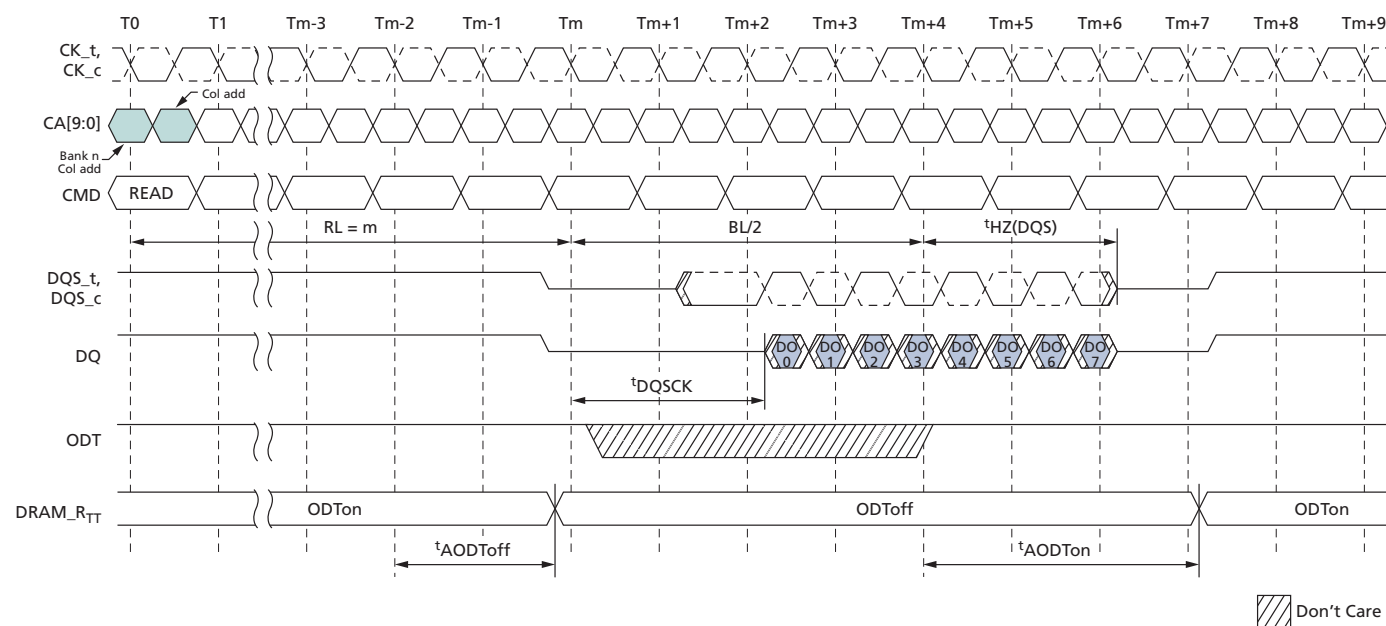 T0 T1 Tm-3 Tm-2 Tm-1 Tm Tm+1 Tm+2 Tm+3 Tm+4 Tm+5 Tm+6 Tm+7 Tm+8 Tm+9
CK_t,
CK_c
Col add
CA[9:0]
Bank n
Col add
CMD READ
RL = m BL/2 tHZ(DQS)
DQS_t,
DQS_c
DQ DO 0 DO 1 DO 2 DO 3 DO 4 DO 5 DO 6 DO 7
tDQSCK
ODT
DRAM_RTT ODTon ODToff ODTon
tAODToff tAODTon
Don't Care